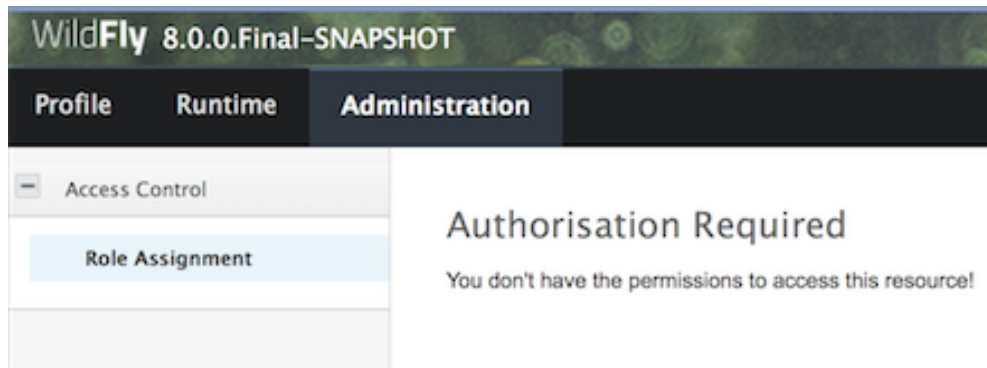 WildFly 8.0.0.Final-SNAPSHOT
Profile Runtime Administration
Access Control
Role Assignment
Authorisation Required
You don't have the permissions to access this resource!